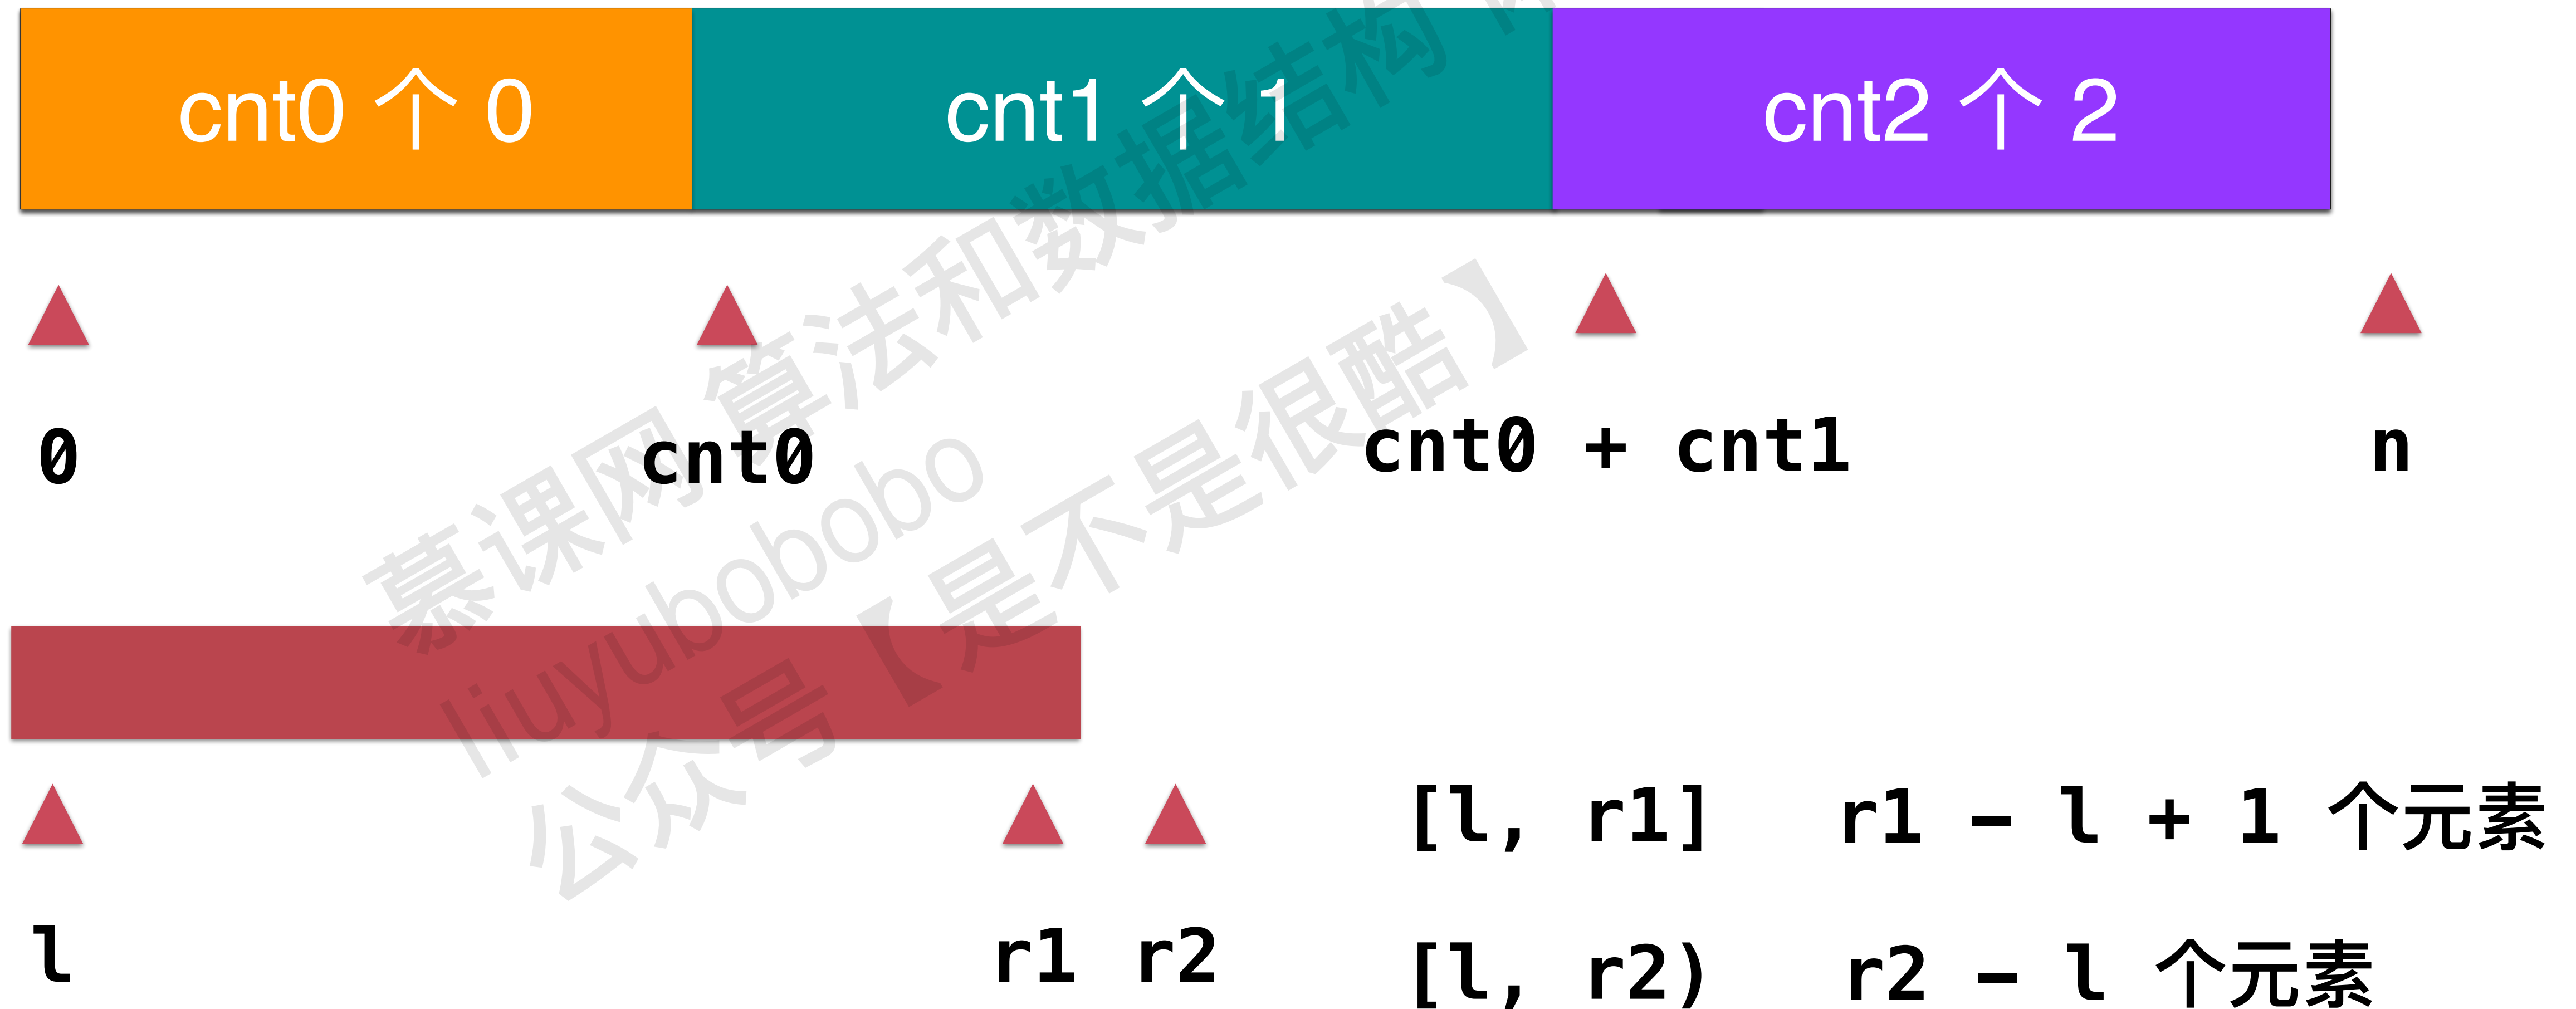 cnt0 个 0 cnt1 个 1 cnt2 个 2
0 cnt0 cnt0 + cnt1 n
[l, r1] r1 - l + 1 个元素
l r1 r2 [l, r2) r2 - l 个元素
慕课网 算法和数据结构
liuyubobobo
公众号【是不是很酷】